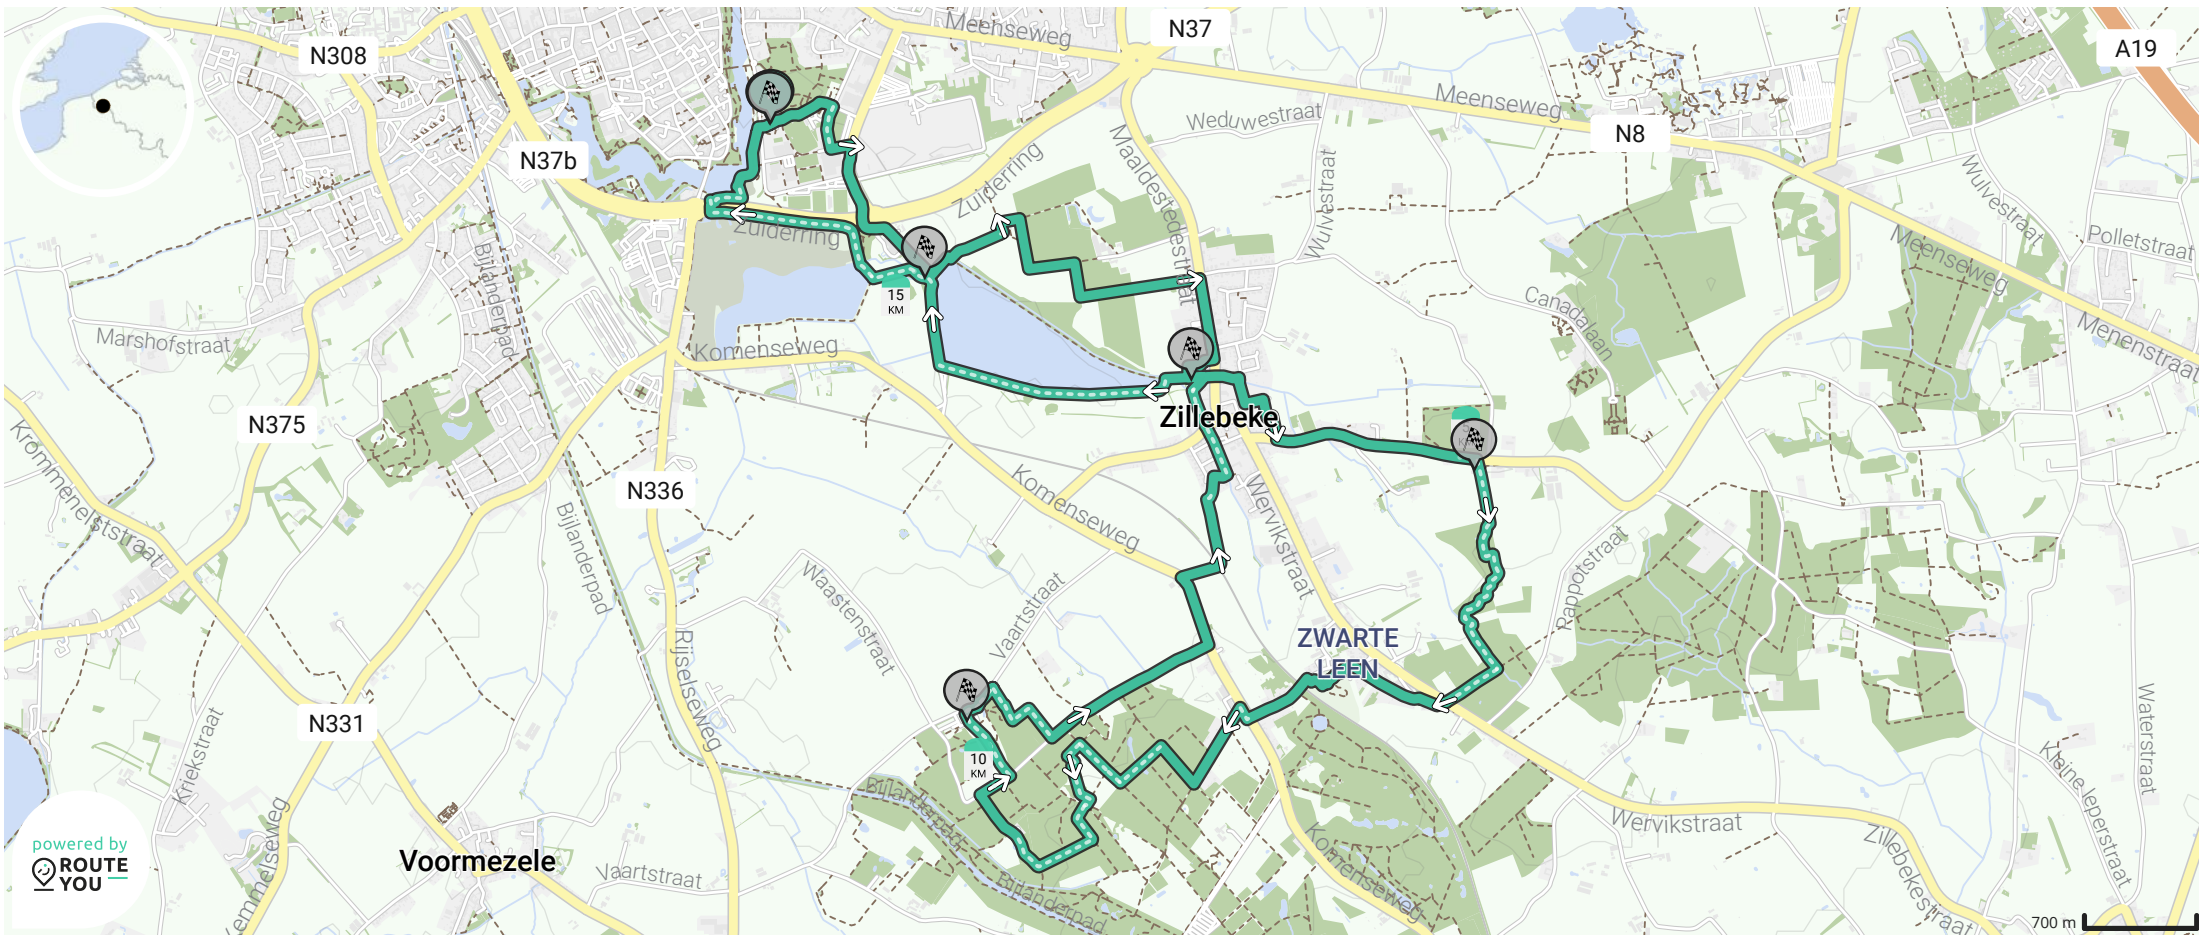 N308
Meenseweg
N37
A19
N37b
Weduwestraat
Meenseweg
N8
Zuiderring
Maaldestedestraat
Wulvestraat
Wulvestraat
Zuiderring
Bijlanderpad
Meenseweg
Polletstraat
15
KM
Canadalaan
Marshofstraat
Komenseweg
Menenstraat
N375
Zillebeke
Krommenelststraat
N336
Komenseweg
Wervikstraat
Bijlanderpad
Rappotstraat
Waastenstraat
Vaartstraat
ZWARTE
LEEN
Rijselseweg
N331
Kriekstraat
Waterstraat
10
KM
Bijlanderpad
Kleine Ieperstraat
Wervikstraat
Zillebekestraat
Komenseweg
powered by
ROUTE
YOU
Voormezele
Vaartstraat
Bijlanderpad
700 m